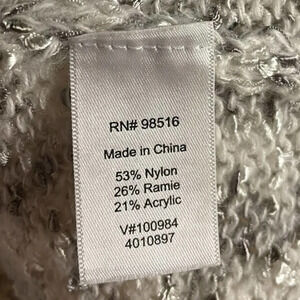 RN# 98516
Made in China
53% Nylon
26% Ramie
21% Acrylic
V#100984
4010897